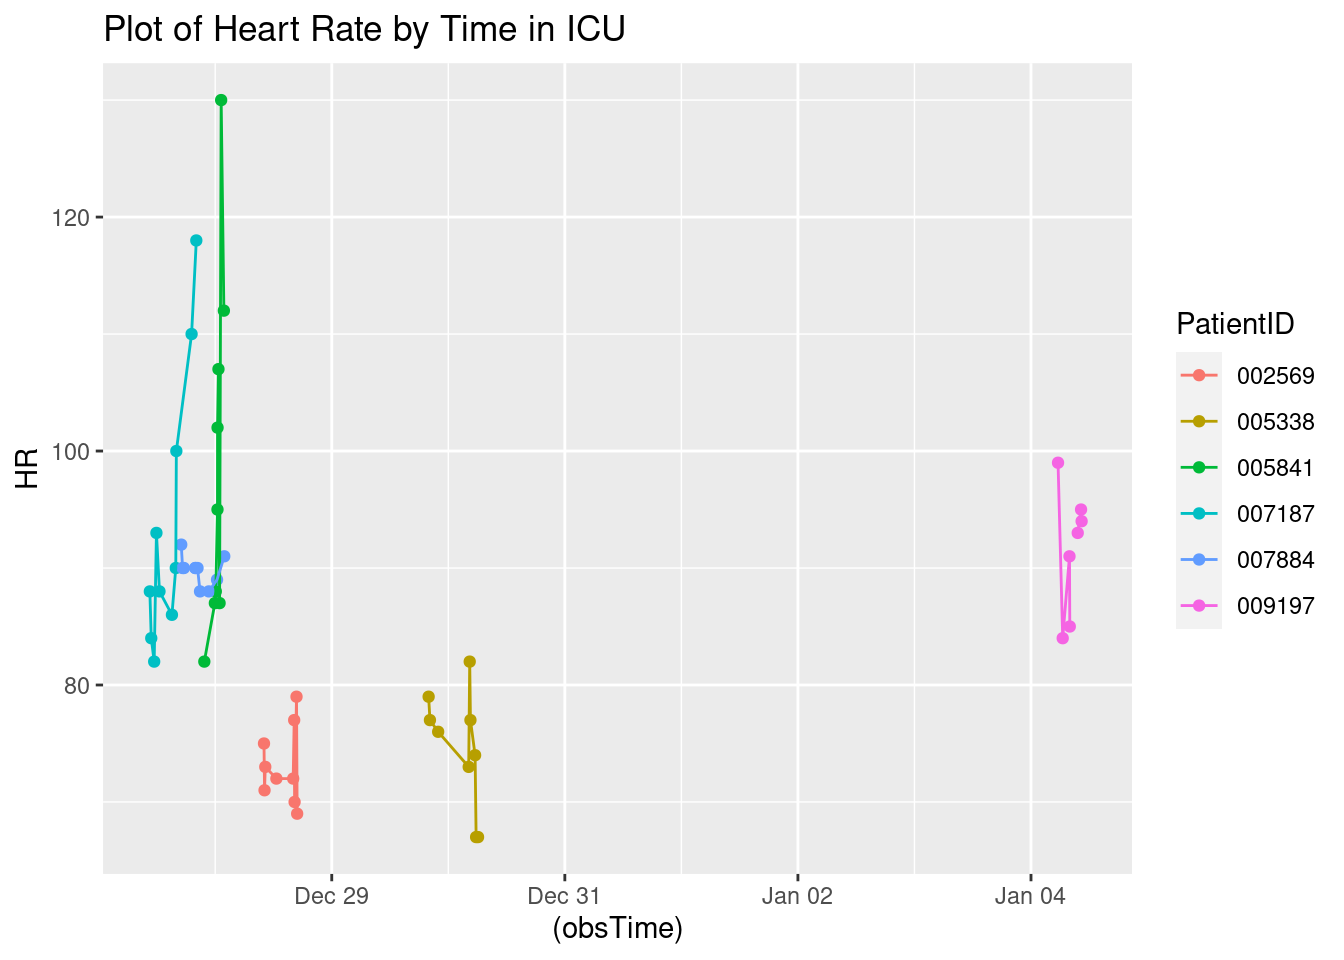 Plot of Heart Rate by Time in ICU
120
100
80
HR
Dec 29
Dec 31
Jan 02
Jan 04
(obsTime)
PatientID
002569
005338
005841
007187
007884
009197